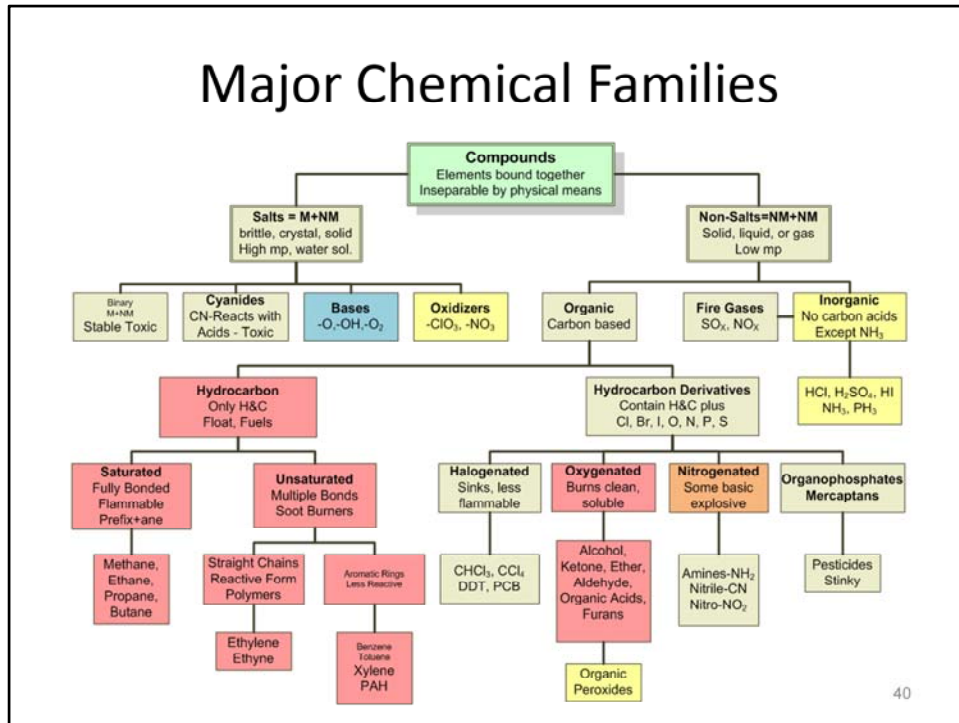 Major Chemical Families
Compounds
Elements bound together
Inseparable by physical means
Salts = M+NM
brittle, crystal, solid
High mp, water sol.
Non-Salts=NM+NM
Solid, liquid, or gas
Low mp
Binary
M+NM
Stable Toxic
Cyanides
CN-Reacts with
Acids - Toxic
Bases
-O,-OH,-O₂
Oxidizers
-ClO₃, -NO₃
Organic
Carbon based
Fire Gases
SOₓ, NOₓ
Inorganic
No carbon acids
Except NH₃
HCl, H₂SO₄, HI
NH₃, PH₃
Hydrocarbon
Only H&C
Float, Fuels
Hydrocarbon Derivatives
Contain H&C plus
Cl, Br, I, O, N, P, S
Saturated
Fully Bonded
Flammable
Prefix+ane
Unsaturated
Multiple Bonds
Soot Burners
Halogenated
Sinks, less
flammable
Oxygenated
Burns clean,
soluble
Nitrogenated
Some basic
explosive
Organophosphates
Mercaptans
Methane,
Ethane,
Propane,
Butane
Straight Chains
Reactive Form
Polymers
Aromatic Rings
Less Reactive
CHCl₃, CCl₄
DDT, PCB
Alcohol,
Ketone, Ether,
Aldehyde,
Organic Acids,
Furans
Amines-NH₂
Nitrile-CN
Nitro-NO₂
Pesticides
Stinky
Ethylene
Ethyne
Benzene
Toluene
Xylene
PAH
Organic
Peroxides
40